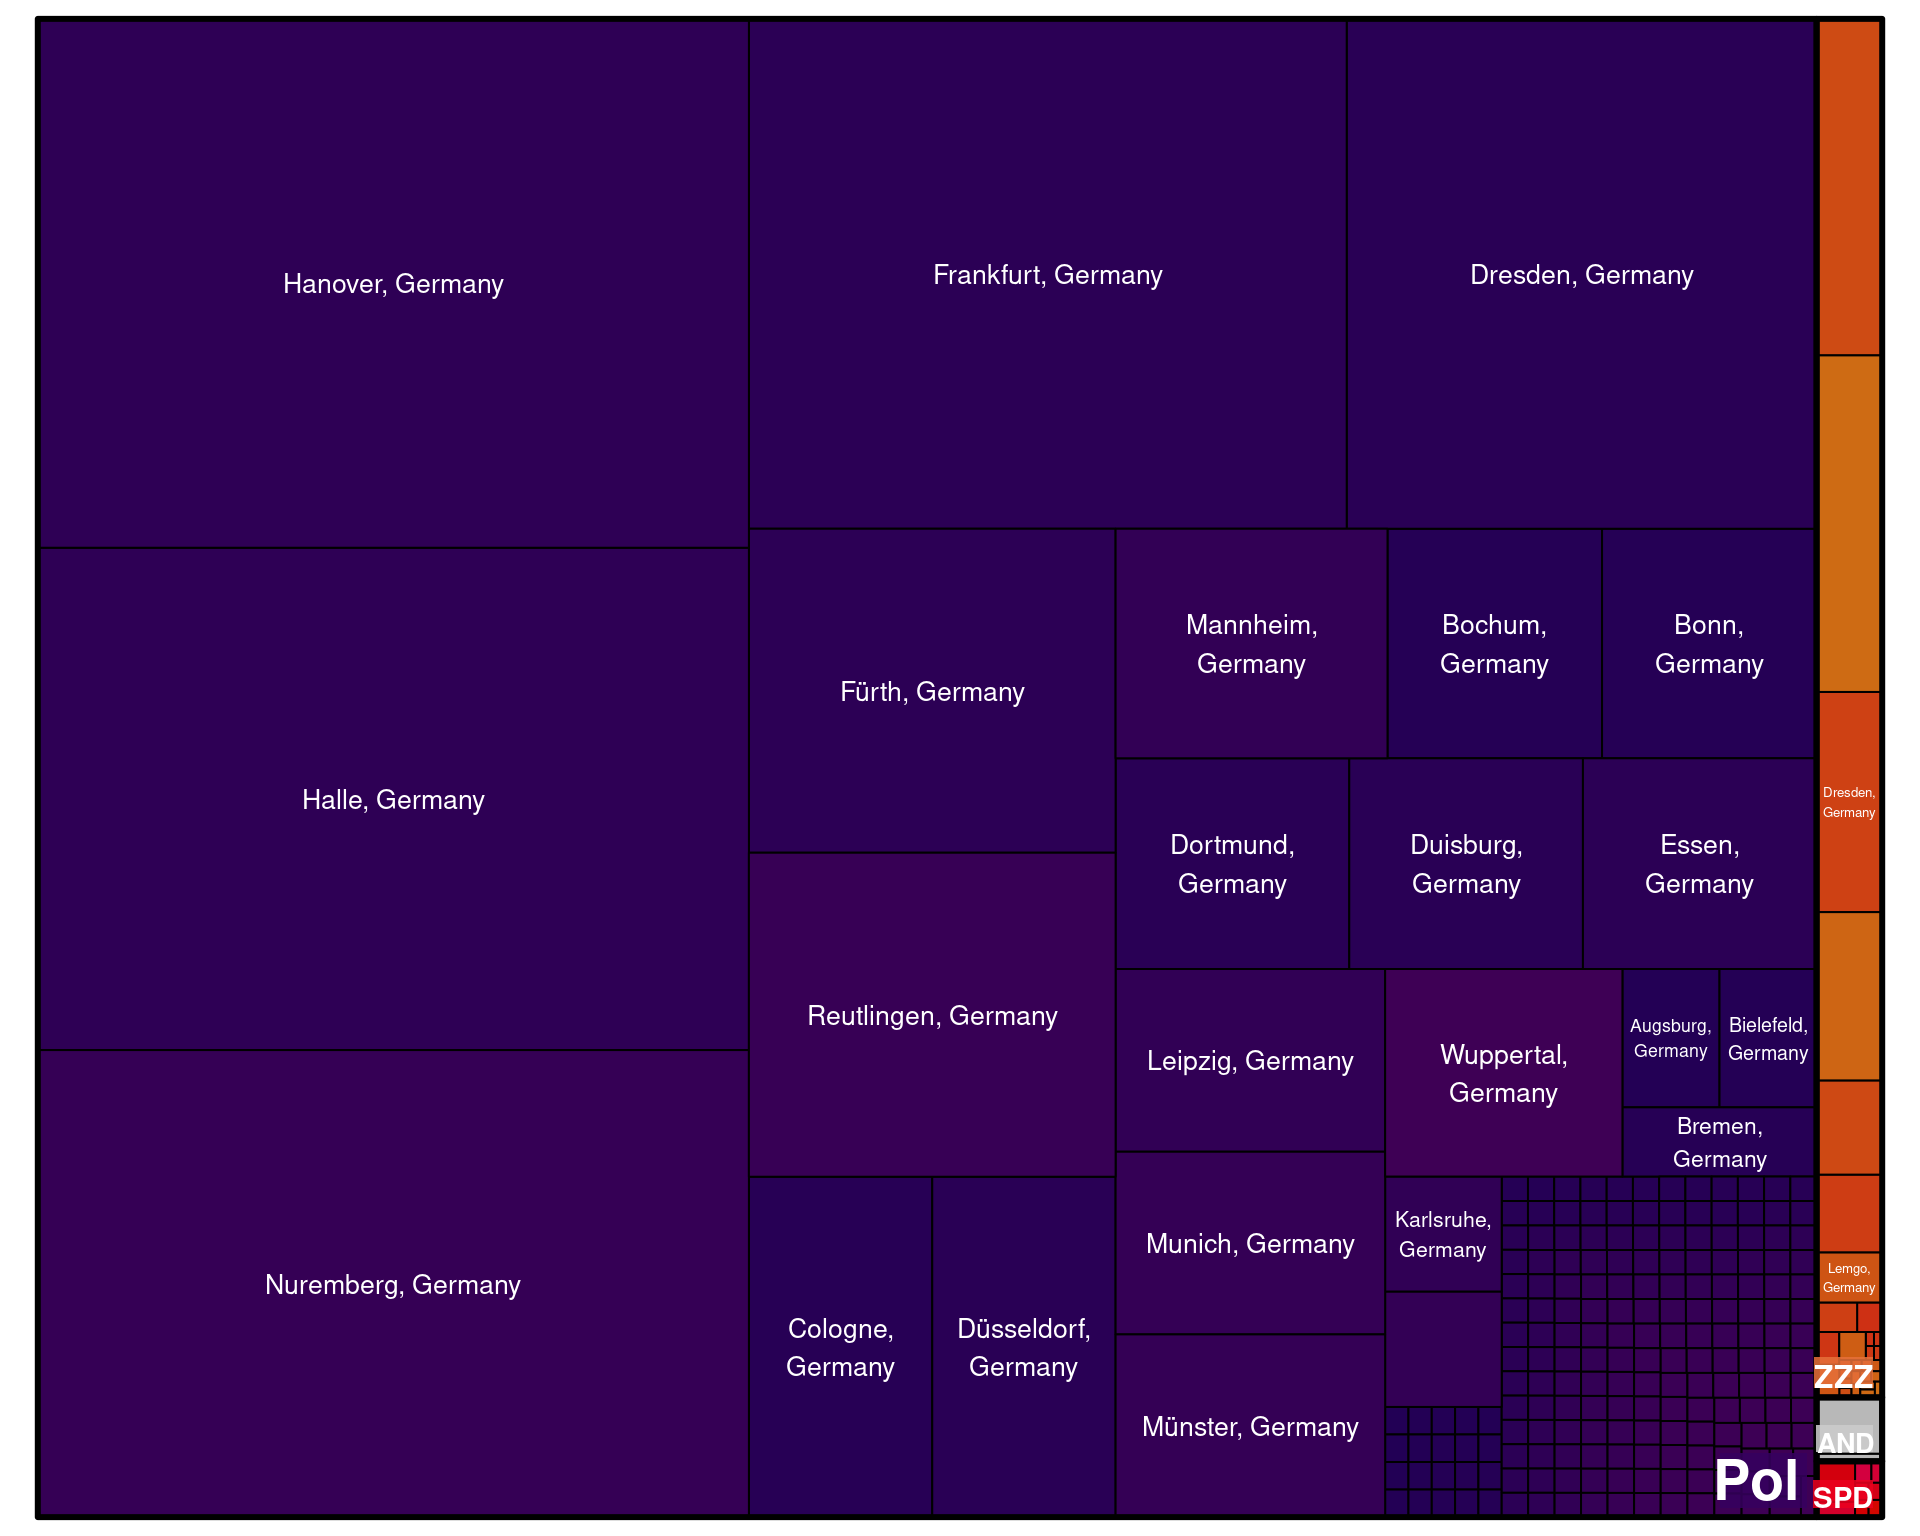 Hanover, Germany
Frankfurt, Germany
Dresden, Germany
Halle, Germany
Fürth, Germany
Mannheim,
Germany
Bochum,
Germany
Bonn,
Germany
Dresden,
Germany
Dortmund,
Germany
Duisburg,
Germany
Essen,
Germany
Reutlingen, Germany
Leipzig, Germany
Wuppertal,
Germany
Augsburg,
Germany
Bielefeld,
Germany
Bremen,
Germany
Nuremberg, Germany
Cologne,
Germany
Düsseldorf,
Germany
Munich, Germany
Karlsruhe,
Germany
Lemgo,
Germany
Münster, Germany
ZZZ
AND
Pol
SPD